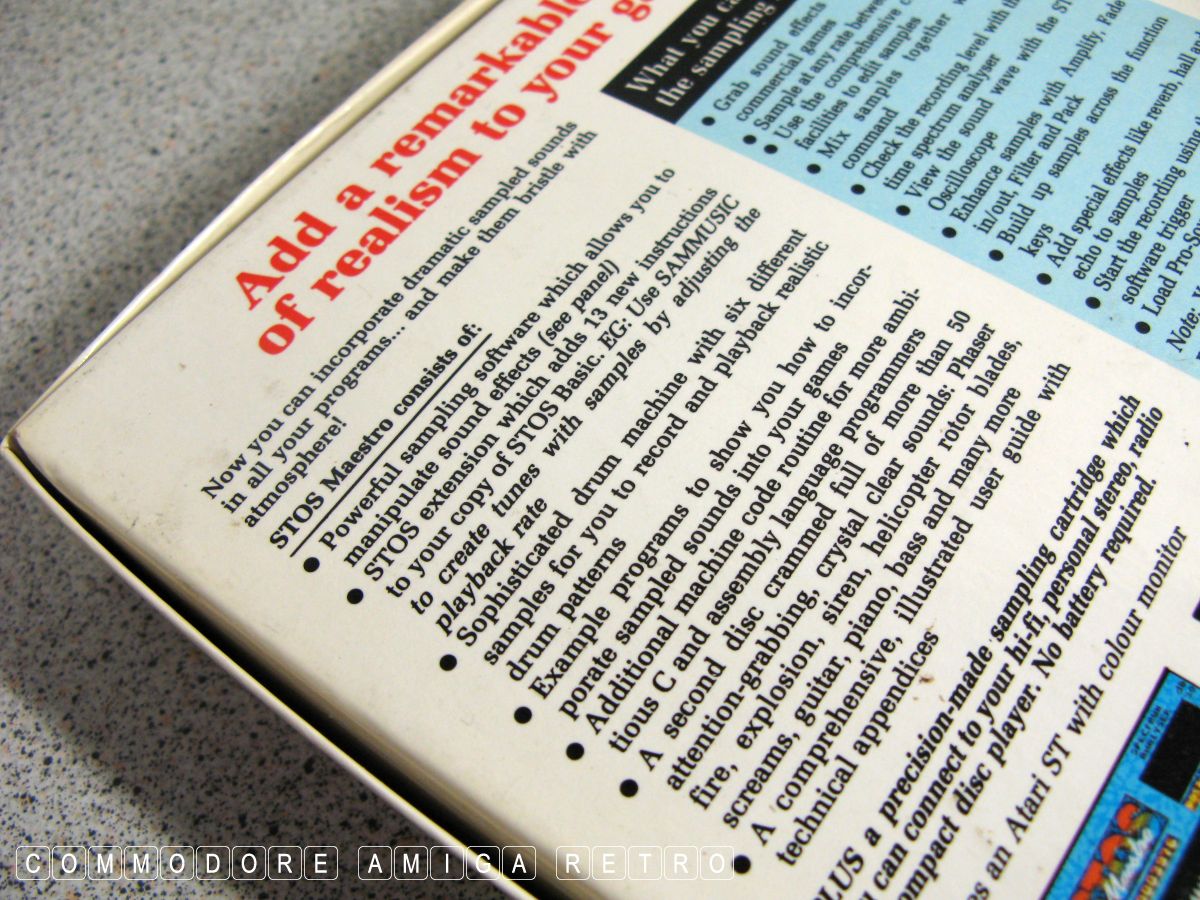 Add a remarkable
of realism to your
Now you can incorporate dramatic sampled sounds
in all your programs... and make them bristle with
atmosphere!
STOS Maestro consists of:
● Powerful sampling software which allows you to
manipulate sound effects (see panel)
● STOS extension which adds 13 new instructions
to your copy of STOS Basic. EG: Use SAMMUSIC
to create tunes with samples by adjusting the
playback rate
● Sophisticated drum machine with six different
samples for you to record and playback realistic
drum patterns
● Example programs to show you how to incor-
porate sampled sounds into your games
● Additional machine code routine for more ambi-
tious C and assembly language programmers
● A second disc crammed full of more than 50
attention-grabbing, crystal clear sounds: Phaser
fire, explosion, siren, helicopter rotor blades,
screams, guitar, piano, bass and many more
● A comprehensive, illustrated user guide with
technical appendices
PLUS a precision-made sampling cartridge which
you can connect to your hi-fi, personal stereo, radio
compact disc player. No battery required.
an Atari ST with colour monitor
What you
the sampling
● Grab sound effects
commercial games
● Sample at any rate
● Use the comprehensive
facilities to edit samples
● Mix samples together
command
● Check the recording level with the
time spectrum analyser
● View the sound wave with the ST
Oscilloscope
● Enhance samples with Amplify, Fade
in/out, Filter and Pack
● Build up samples across the function
keys
● Add special effects like reverb, hall
echo to samples
● Start the recording using
software trigger
● Load
Note:
COMMODORE AMIGA RETRO